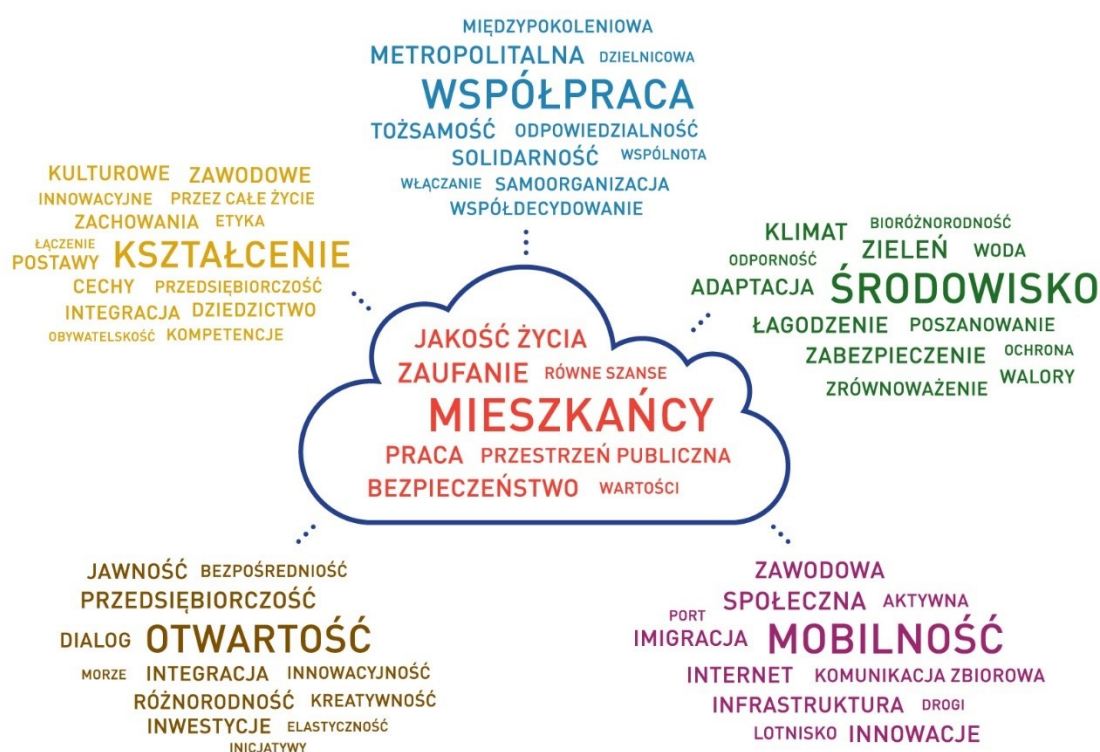 MIĘDZYPOKOLENIOWA
METROPOLITALNA DZIELNICOWA
WSPÓŁPRACA
TOŻSAMOŚĆ ODPOWIEDZIALNOŚĆ
SOLIDARNOŚĆ WSPÓLNOTA
WŁĄCZANIE SAMOORGANIZACJA
WSPÓŁDECYDOWANIE
KULTUROWE ZAWODOWE
INNOWACYJNE PRZEZ CAŁE ŻYCIE
ZACHOWANIA ETYKA
ŁĄCZENIE
POSTAWY KSZTAŁCENIE
CECHY PRZEDSIĘBIORCZOŚĆ
INTEGRACJA DZIEDZICTWO
OBYWATELSKOŚĆ KOMPETENCJE
KLIMAT BIORÓŻNORODNOŚĆ
ODPORNOŚĆ ZIELEŃ WODA
ADAPTACJA ŚRODOWISKO
ŁAGODZENIE POSZANOWANIE
ZABEZPIECZENIE OCHRONA
ZRÓWNOWAŻENIE WALORY
JAKOŚĆ ŻYCIA
ZAUFANIE RÓWNE SZANSE
MIESZKAŃCY
PRACA PRZESTRZEŃ PUBLICZNA
BEZPIECZEŃSTWO WARTOŚCI
JAWNOŚĆ BEZPOŚREDNIOŚĆ
PRZEDSIĘBIORCZOŚĆ
DIALOG OTWARTOŚĆ
MORZE INTEGRACJA INNOWACYJNOŚĆ
RÓŻNORODNOŚĆ KREATYWNOŚĆ
INWESTYCJE ELASTYCZNOŚĆ
INICJATYWY
ZAWODOWA
PORT SPOŁECZNA AKTYWNA
IMIGRACJA MOBILNOŚĆ
INTERNET KOMUNIKACJA ZBIOROWA
INFRASTRUKTURA DROGI
LOTNISKO INNOWACJE